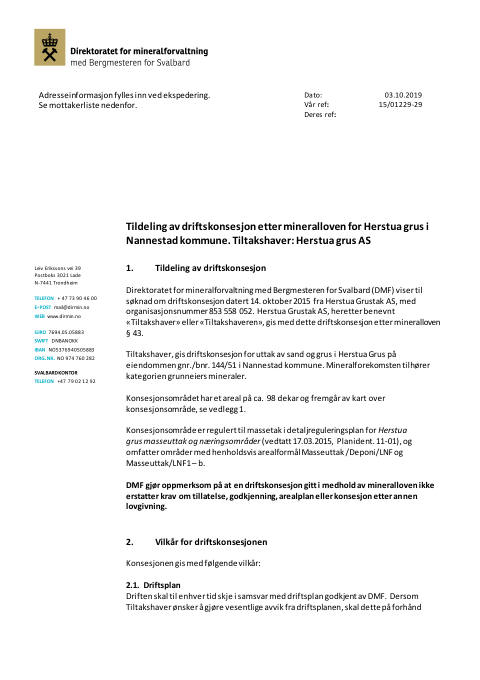 Direktoratet for mineralforvaltning
med Bergmesteren for Svalbard
Adresseinformasjon fylles inn ved ekspedering.
Se mottakerliste nedenfor.
Dato: 03.10.2019
Vår ref: 15/01229-29
Deres ref:
Tildeling av driftskonsesjon etter mineralloven for Herstua grus i
Nannestad kommune. Tiltakshaver: Herstua grus AS
Leiv Erikssons vei 39
Postboks 3021 Lade
N-7441 Trondheim
TELEFON + 47 73 90 46 00
E-POST mail@dirmin.no
WEB www.dirmin.no
GIRO 7694.05.05883
SWIFT DNBANOKK
IBAN NO5376940505883
ORG.NR. NO 974 760 282
SVALBARDKONTOR
TELEFON +47 79 02 12 92
1. Tildeling av driftskonsesjon
Direktoratet for mineralforvaltning med Bergmesteren for Svalbard (DMF) viser til
søknad om driftskonsesjon datert 14. oktober 2015 fra Herstua Grustak AS, med
organisasjonsnummer 853 558 052. Herstua Grustak AS, heretter benevnt
«Tiltakshaver» eller «Tiltakshaveren», gis med dette driftskonsesjon etter mineralloven
§ 43.
Tiltakshaver, gis driftskonsesjon for uttak av sand og grus i Herstua Grus på
eiendommen gnr./bnr. 144/51 i Nannestad kommune. Mineralforekomsten tilhører
kategorien grunneiers mineraler.
Konsesjonsområdet har et areal på ca. 98 dekar og fremgår av kart over
konsesjonsområde, se vedlegg 1.
Konsesjonsområde er regulert til massetak i detaljreguleringsplan for Herstua
grus masseuttak og næringsområder (vedtatt 17.03.2015, Planident. 11-01), og
omfatter områder med henholdsvis arealformål Masseuttak /Deponi/LNF og
Masseuttak/LNF1 – b.
DMF gjør oppmerksom på at en driftskonsesjon gitt i medhold av mineralloven ikke
erstatter krav om tillatelse, godkjenning, arealplan eller konsesjon etter annen
lovgivning.
2. Vilkår for driftskonsesjonen
Konsesjonen gis med følgende vilkår:
2.1. Driftsplan
Driften skal til enhver tid skje i samsvar med driftsplan godkjent av DMF. Dersom
Tiltakshaver ønsker å gjøre vesentlige avvik fra driftsplanen, skal dette på forhånd